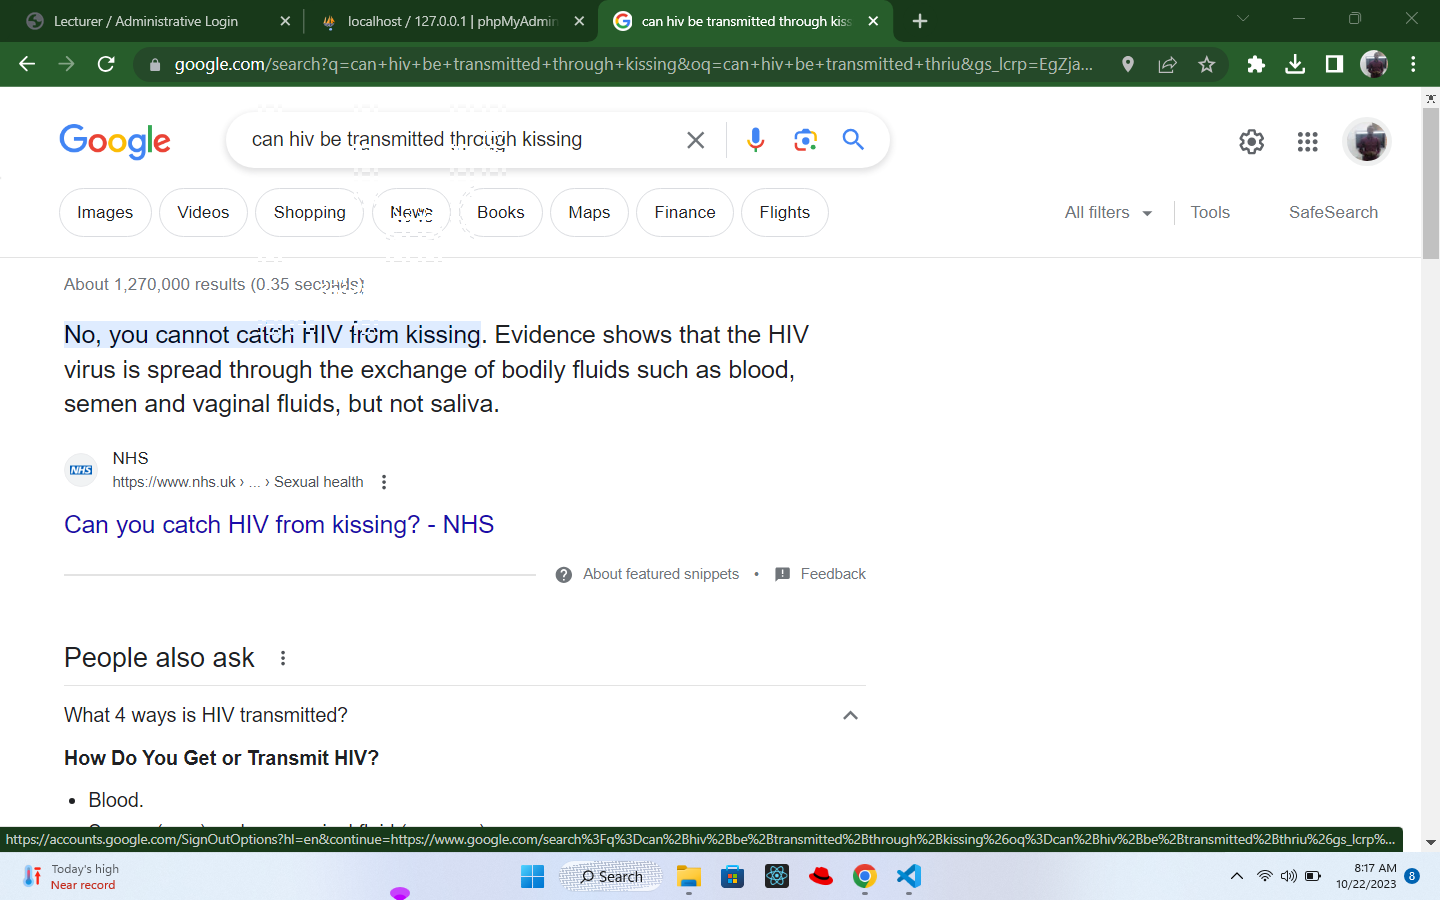 Lecturer / Administrative Login
localhost / 127.0.0.1 | phpMyAdmin
can hiv be transmitted through kiss
google.com/search?q=can+hiv+be+transmitted+through+kissing&oq=can+hiv+be+transmitted+thriu&gs_lcrp=EgZja...
Google
can hiv be transmitted through kissing
Images
Videos
Shopping
News
Books
Maps
Finance
Flights
All filters
Tools
SafeSearch
About 1,270,000 results (0.35 seconds)
No, you cannot catch HIV from kissing. Evidence shows that the HIV
virus is spread through the exchange of bodily fluids such as blood,
semen and vaginal fluids, but not saliva.
NHS
NHS
https://www.nhs.uk › ... › Sexual health
Can you catch HIV from kissing? - NHS
About featured snippets • Feedback
People also ask
What 4 ways is HIV transmitted?
How Do You Get or Transmit HIV?
• Blood.
https://accounts.google.com/SignOutOptions?hl=en&continue=https://www.google.com/search%3Fq%3Dcan%2Bhiv%2Bbe%2Btransmitted%2Bthrough%2Bkissing%26oq%3Dcan%2Bhiv%2Bbe%2Btransmitted%2Bthriu%26gs_lcrp%...
Today's high
Near record
Search
8:17 AM
10/22/2023
8